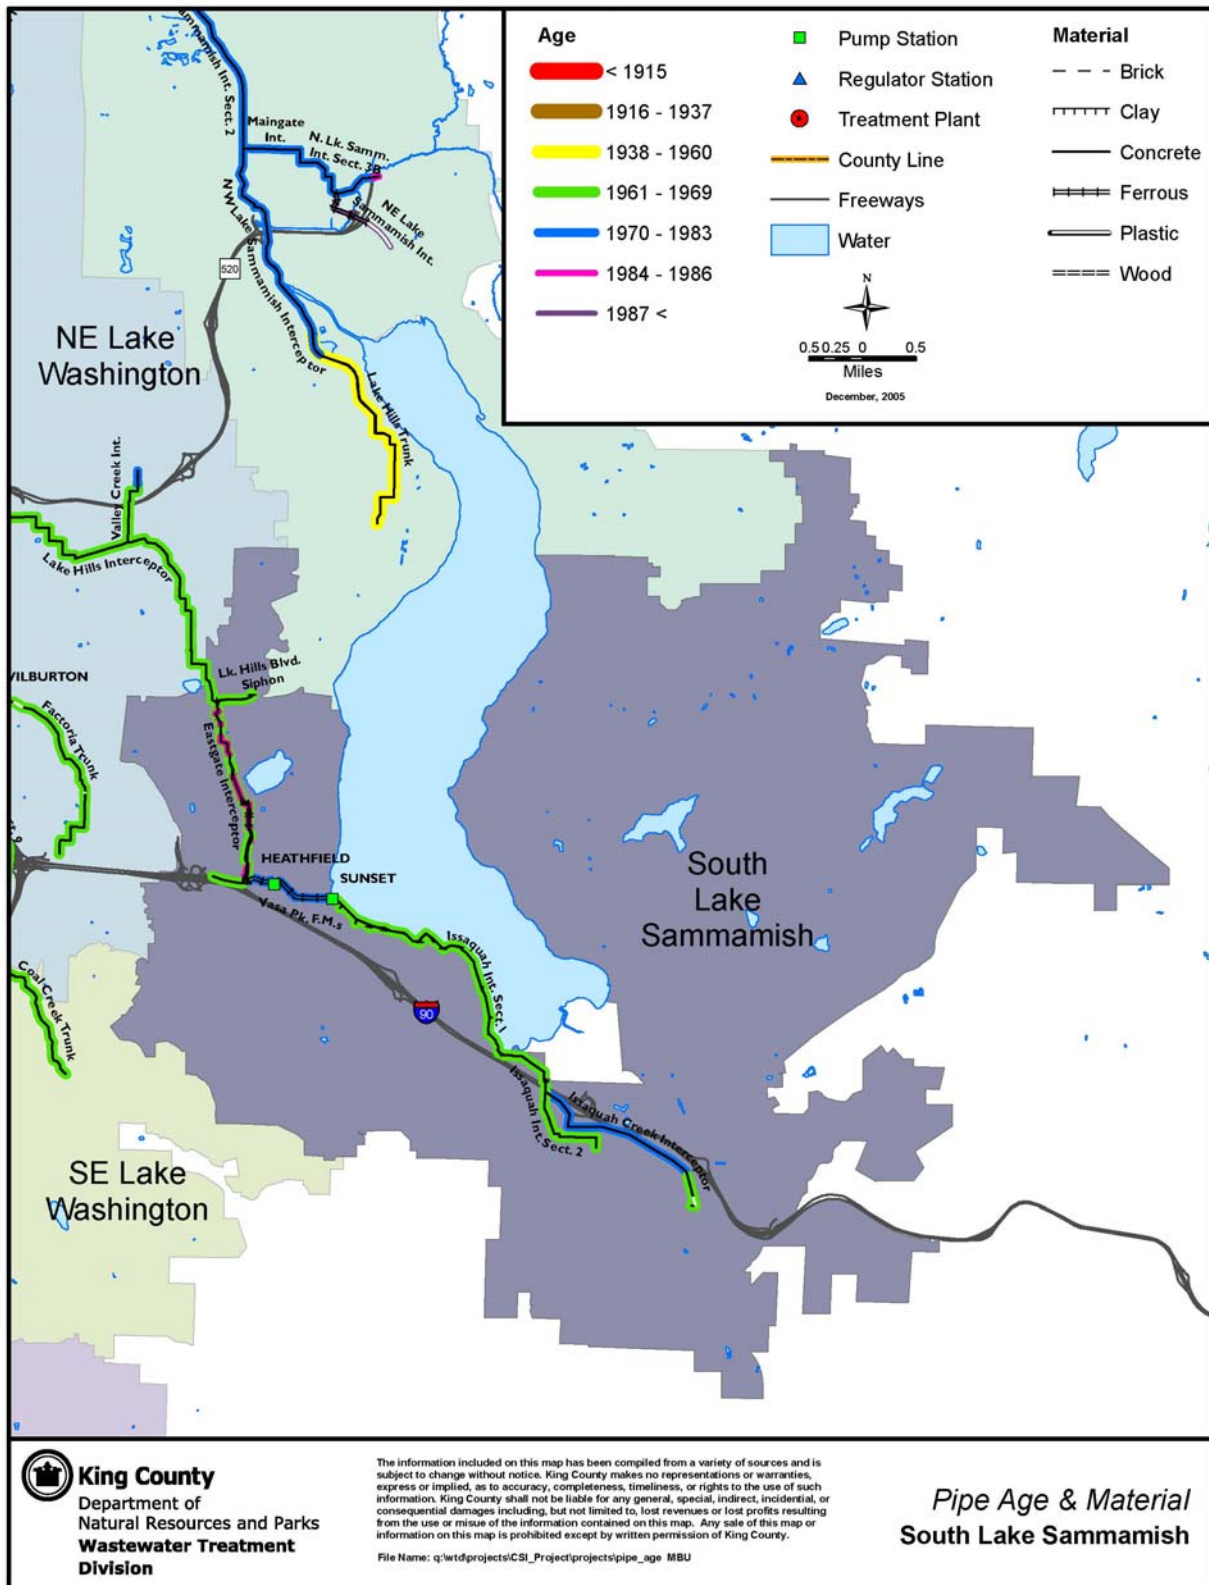 Age
< 1915
1916 - 1937
1938 - 1960
1961 - 1969
1970 - 1983
1984 - 1986
1987 <
Pump Station
Regulator Station
Treatment Plant
County Line
Freeways
Water
N
0.5 0.25 0 0.5
Miles
December, 2005
Material
Brick
Clay
Concrete
Ferrous
Plastic
Wood
ammamish Int. Sect. 2
Maingate
Int.
N. Lk. Samm.
Int. Sect. 3B
NE Lake
Sammamish Int.
NW Lake Sammamish Interceptor
520
NE Lake
Washington
Lake Hills Trunk
Valley Creek Int.
Lake Hills Interceptor
Lk. Hills Blvd.
Siphon
WILBURTON
Factoria Trunk
Eastgate Interceptor
ct. 9
HEATHFIELD
SUNSET
Vasa Pk. F.M.s
South
Lake
Sammamish
Issaquah Int. Sect. 1
90
Coal Creek Trunk
Issaquah Int. Sect. 2
Issaquah Creek Interceptor
SE Lake
Washington
King County
Department of
Natural Resources and Parks
Wastewater Treatment
Division
The information included on this map has been compiled from a variety of sources and is
subject to change without notice. King County makes no representations or warranties,
express or implied, as to accuracy, completeness, timeliness, or rights to the use of such
information. King County shall not be liable for any general, special, indirect, incidental, or
consequential damages including, but not limited to, lost revenues or lost profits resulting
from the use or misue of the information contained on this map. Any sale of this map or
information on this map is prohibited except by written permission of King County.
File Name: q:\wtd\projects\CSI_Project\projects\pipe_age MBU
Pipe Age & Material
South Lake Sammamish